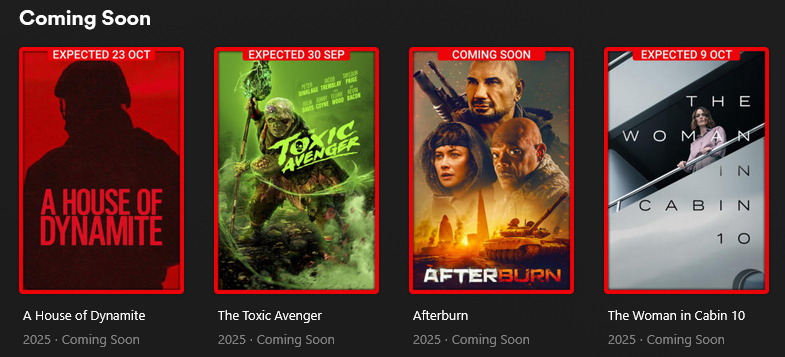 Coming Soon
EXPECTED 23 OCT
EXPECTED 30 SEP
COMING SOON
EXPECTED 9 OCT
A HOUSE OF
DYNAMITE
PETER DINKLAGE JACOB TREMBLAY TAYLOUR PAIGE
JULIA DAVIS JONNY COYNE ELIJAH WOOD KEVIN BACON
THE
TOXIC
AVENGER
AFTERBURN
THE
WOMAN
IN
CABIN
10
A House of Dynamite
The Toxic Avenger
Afterburn
The Woman in Cabin 10
2025 · Coming Soon
2025 · Coming Soon
2025 · Coming Soon
2025 · Coming Soon